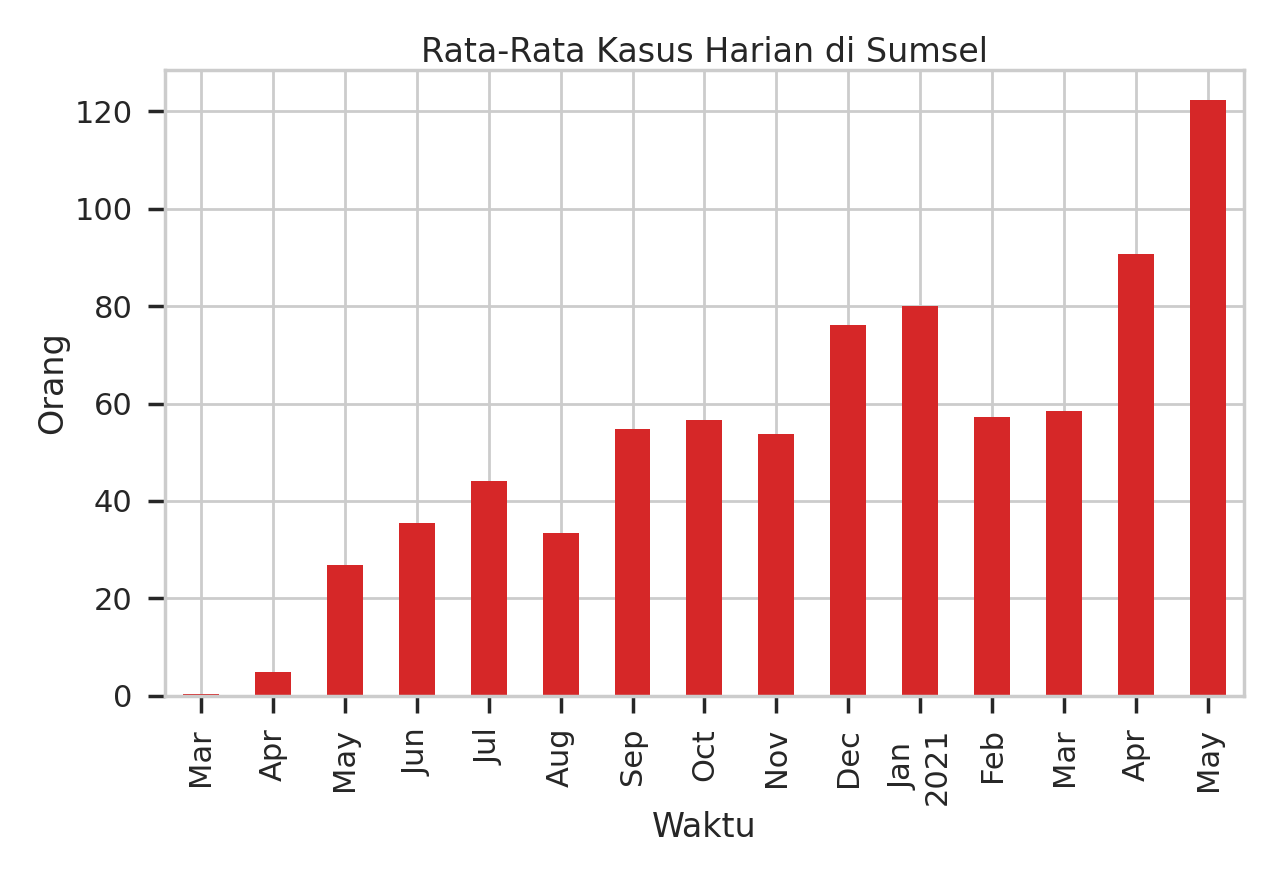 Rata-Rata Kasus Harian di Sumsel
120
100
80
60
40
20
0
Orang
Mar
Apr
May
Jun
Jul
Aug
Sep
Oct
Nov
Dec
Jan
2021
Feb
Mar
Apr
May
Waktu